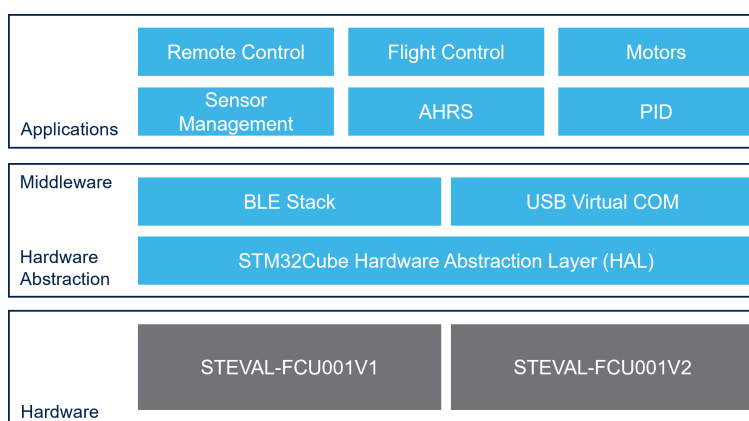 Remote Control
Flight Control
Motors
Applications
Sensor
Management
AHRS
PID
Middleware
BLE Stack
USB Virtual COM
Hardware
Abstraction
STM32Cube Hardware Abstraction Layer (HAL)
STEVAL-FCU001V1
STEVAL-FCU001V2
Hardware